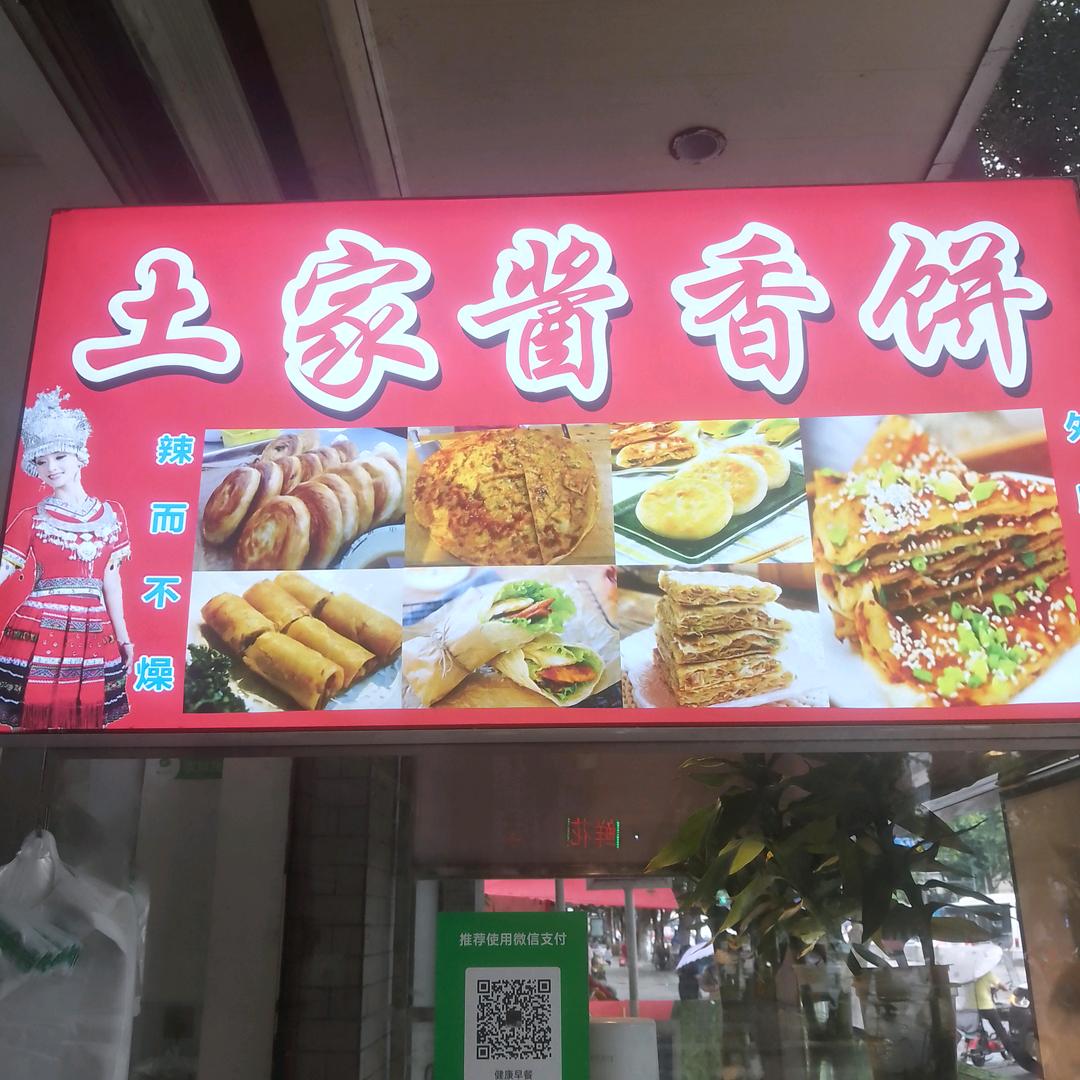 土家酱香饼
辣而不燥
推荐使用微信支付
健康早餐